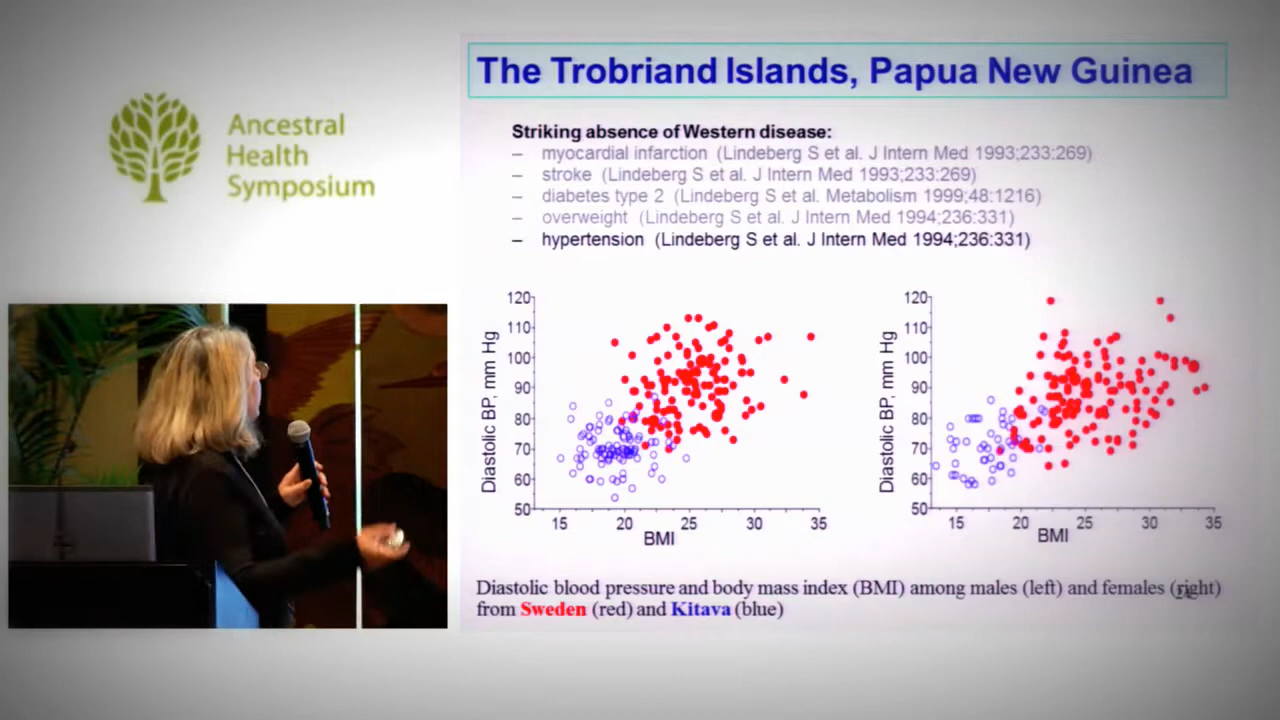 Ancestral
Health
Symposium
The Trobriand Islands, Papua New Guinea
Striking absence of Western disease:
– myocardial infarction (Lindeberg S et al. J Intern Med 1993;233:269)
– stroke (Lindeberg S et al. J Intern Med 1993;233:269)
– diabetes type 2 (Lindeberg S et al. Metabolism 1999;48:1216)
– overweight (Lindeberg S et al. J Intern Med 1994;236:331)
– hypertension (Lindeberg S et al. J Intern Med 1994;236:331)
Diastolic BP, mm Hg
120
110
100
90
80
70
60
50
15 20 25 30 35
BMI
Diastolic BP, mm Hg
120
110
100
90
80
70
60
50
15 20 25 30 35
BMI
Diastolic blood pressure and body mass index (BMI) among males (left) and females (right)
from Sweden (red) and Kitava (blue)